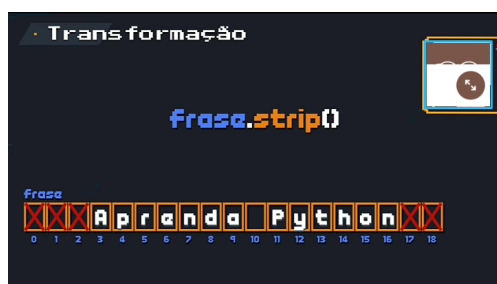 · Transformação
frase.strip()
frase
Aprenda Python
0 1 2 3 4 5 6 7 8 9 10 11 12 13 14 15 16 17 18